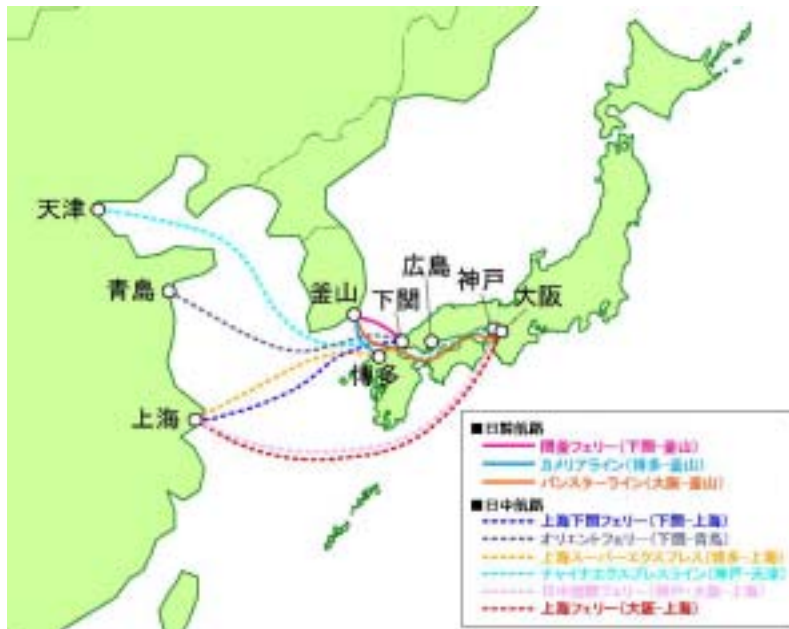 天津
青島
釜山
下関
広島
神戸
大阪
博多
上海
■日韓航路
関釜フェリー(下関-釜山)
カメリアライン(博多-釜山)
パンスターライン(大阪-釜山)
■日中航路
上海下関フェリー(下関-上海)
オリエントフェリー(下関-青島)
上海スーパーエクスプレス(博多-上海)
チャイナエクスプレスライン(神戸-天津)
日中国際フェリー(神戸・大阪-上海)
上海フェリー(大阪-上海)